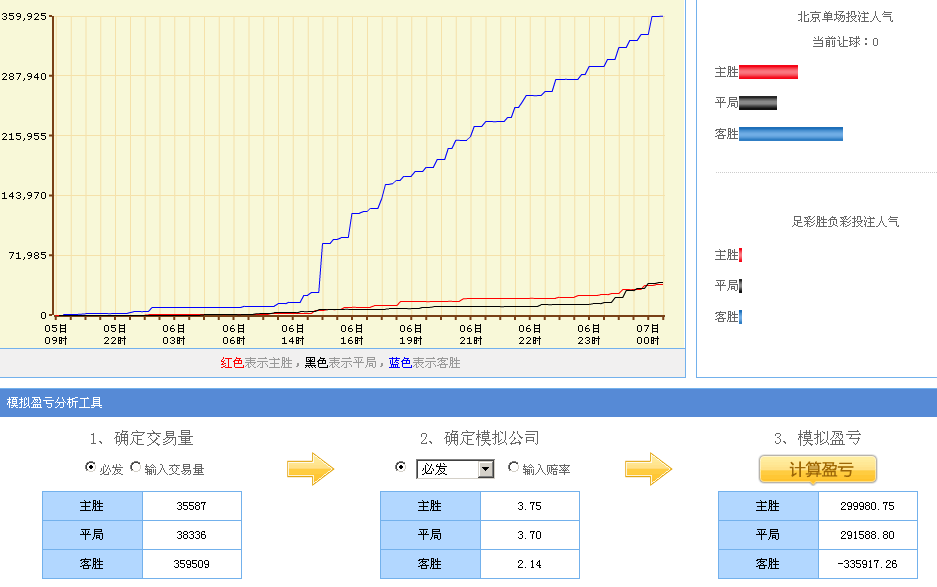 359,925
287,940
215,955
143,970
71,985
0
05日 05日 06日 06日 06日 06日 06日 06日 06日 06日 07日
09时 22时 03时 06时 14时 16时 19时 21时 22时 23时 00时
红色表示主胜，黑色表示平局，蓝色表示客胜
北京单场投注人气
当前让球：0
主胜
平局
客胜
足彩胜负彩投注人气
主胜
平局
客胜
模拟盈亏分析工具
1、确定交易量
必发 输入交易量
主胜 35587
平局 38336
客胜 359509
2、确定模拟公司
必发 输入赔率
主胜 3.75
平局 3.70
客胜 2.14
3、模拟盈亏
计算盈亏
主胜 299980.75
平局 291588.80
客胜 -335917.26